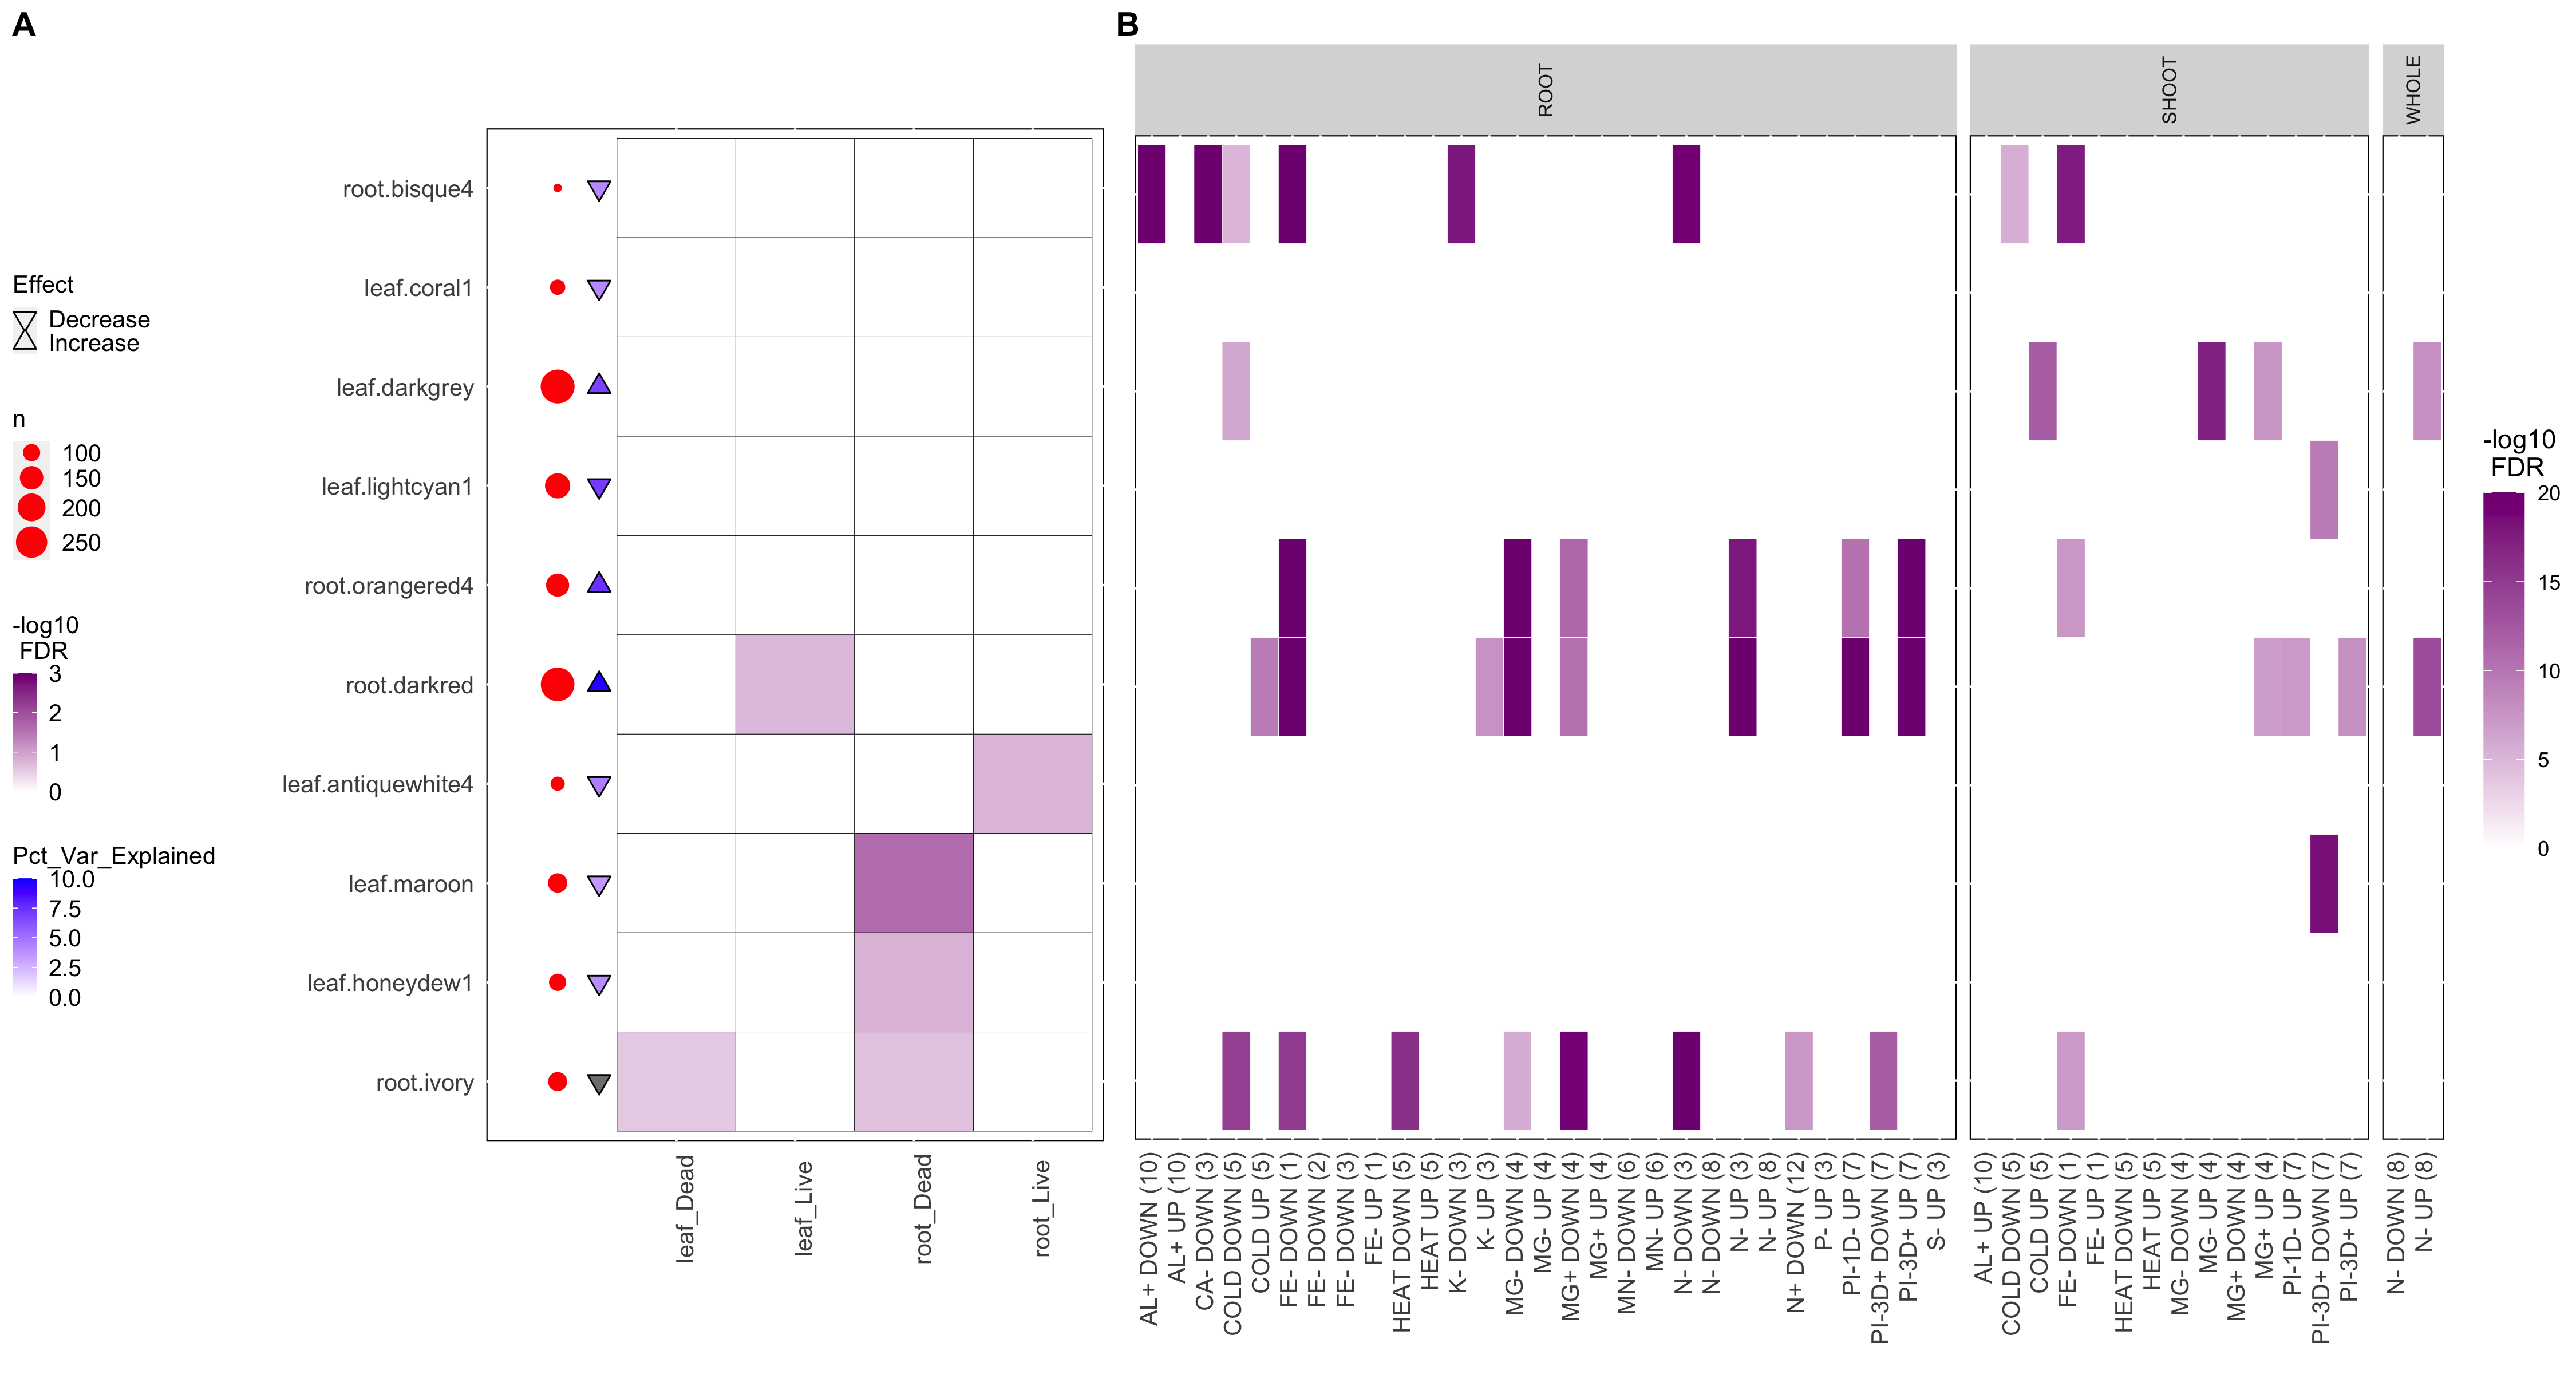 A
B
ROOT
SHOOT
WHOLE
root.bisque4
leaf.coral1
leaf.darkgrey
leaf.lightcyan1
root.orangered4
root.darkred
leaf.antiquewhite4
leaf.maroon
leaf.honeydew1
root.ivory
Effect
Decrease
Increase
n
100
150
200
250
-log10
FDR
3
2
1
0
Pct_Var_Explained
10.0
7.5
5.0
2.5
0.0
leaf_Dead
leaf_Live
root_Dead
root_Live
AL+ DOWN (10)
AL+ UP (10)
CA- DOWN (3)
COLD DOWN (5)
COLD UP (5)
FE- DOWN (1)
FE- DOWN (2)
FE- DOWN (3)
FE- UP (1)
HEAT DOWN (5)
HEAT UP (5)
K- DOWN (3)
K- UP (3)
MG- DOWN (4)
MG- UP (4)
MG+ DOWN (4)
MG+ UP (4)
MN- DOWN (6)
MN- UP (6)
N- DOWN (3)
N- DOWN (8)
N- UP (3)
N- UP (8)
N+ DOWN (12)
P- UP (3)
PI-1D- UP (7)
PI-3D+ DOWN (7)
PI-3D+ UP (7)
S- UP (3)
AL+ UP (10)
COLD DOWN (5)
COLD UP (5)
FE- DOWN (1)
FE- UP (1)
HEAT DOWN (5)
HEAT UP (5)
MG- DOWN (4)
MG- UP (4)
MG+ DOWN (4)
MG+ UP (4)
PI-1D- UP (7)
PI-3D+ DOWN (7)
PI-3D+ UP (7)
N- DOWN (8)
N- UP (8)
-log10
FDR
20
15
10
5
0